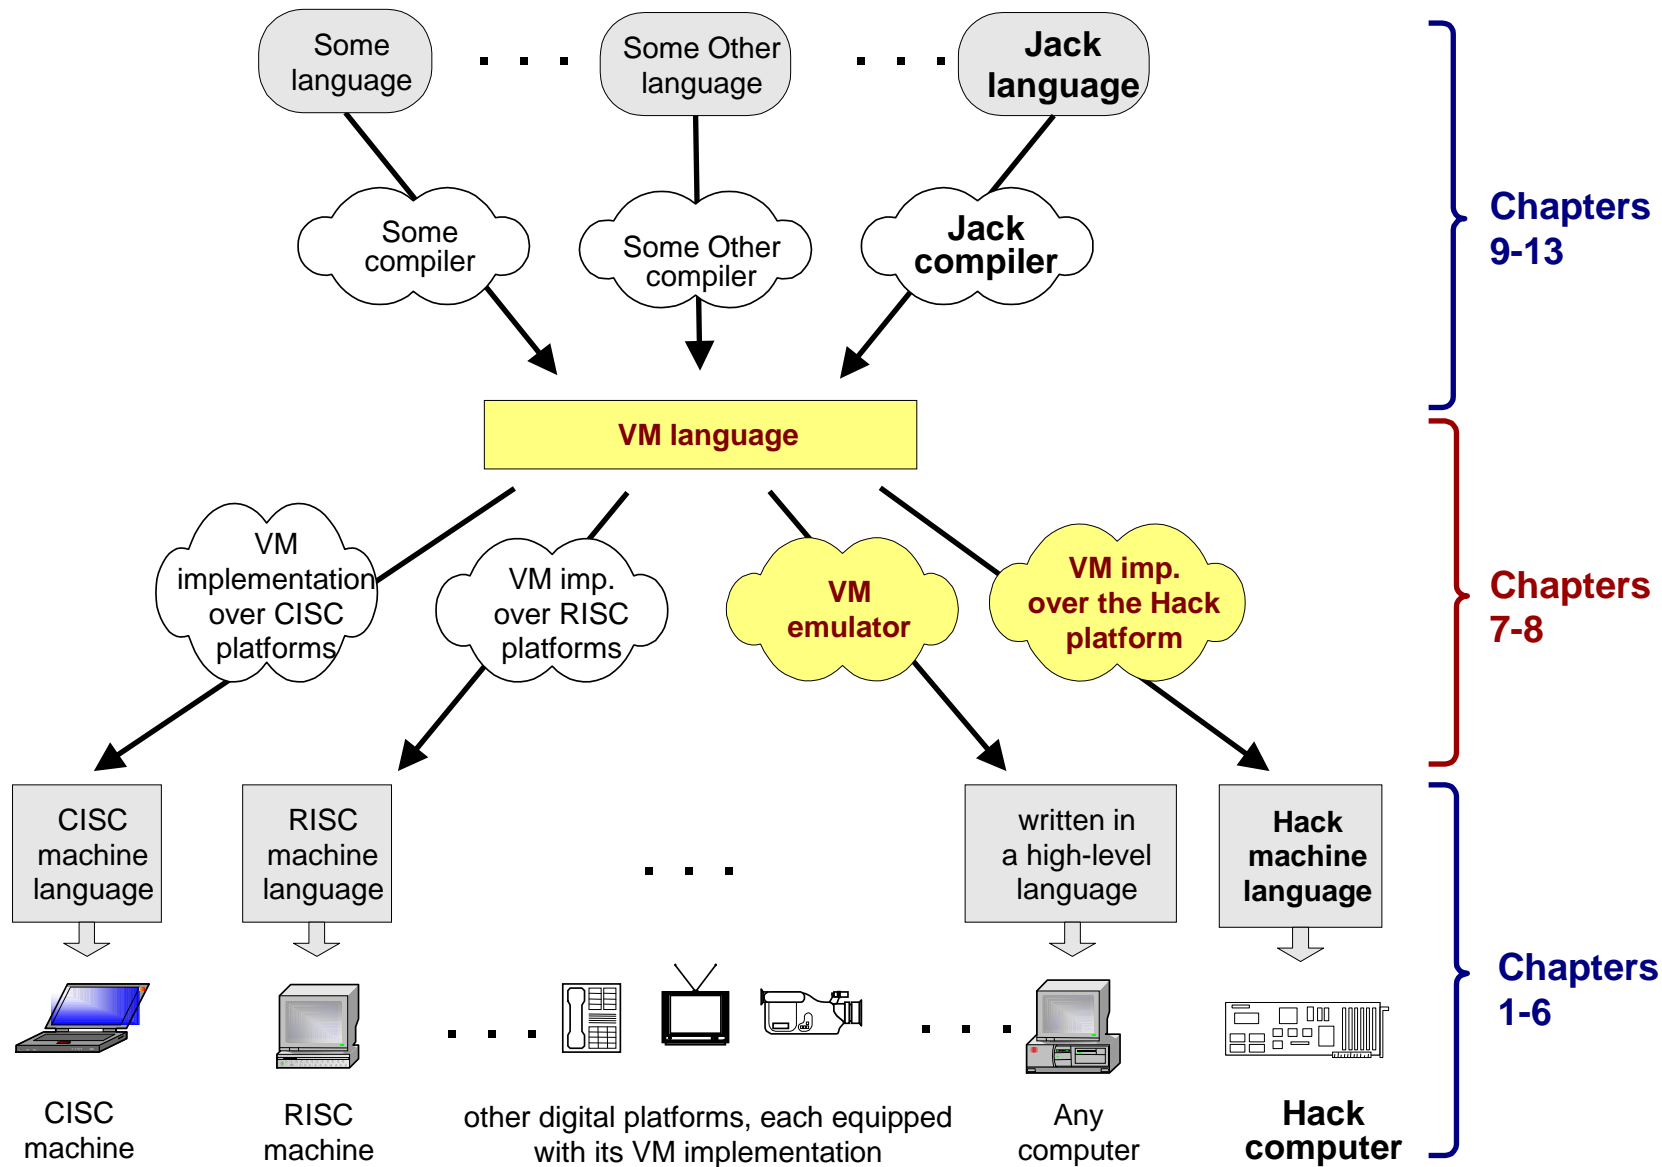 Some
language
Some Other
language
Jack
language
Some
compiler
Some Other
compiler
Jack
compiler
Chapters
9-13
VM language
VM
implementation
over CISC
platforms
VM imp.
over RISC
platforms
VM
emulator
VM imp.
over the Hack
platform
Chapters
7-8
CISC
machine
language
RISC
machine
language
. . .
written in
a high-level
language
Hack
machine
language
Chapters
1-6
CISC
machine
RISC
machine
other digital platforms, each equipped
with its VM implementation
Any
computer
Hack
computer